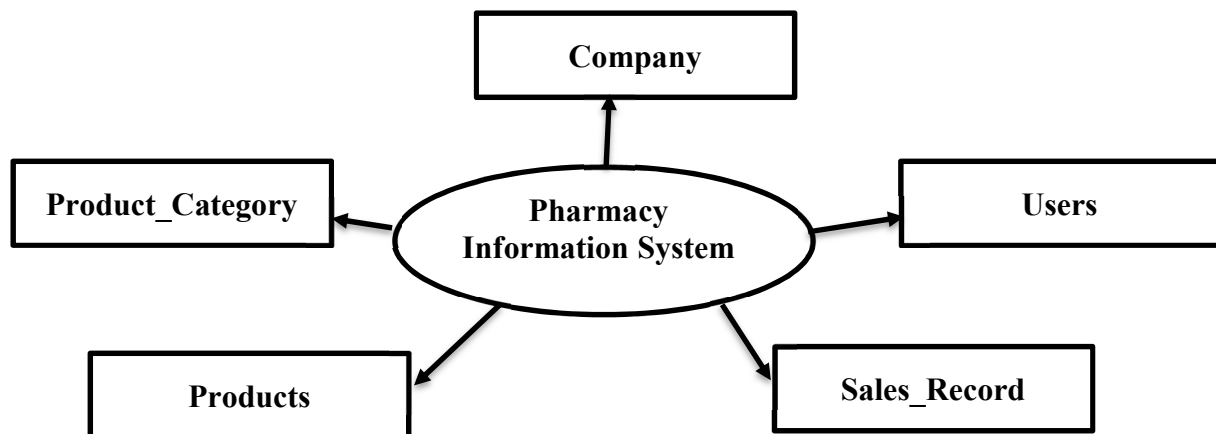 Company
Product_Category
Pharmacy
Information System
Users
Products
Sales_Record